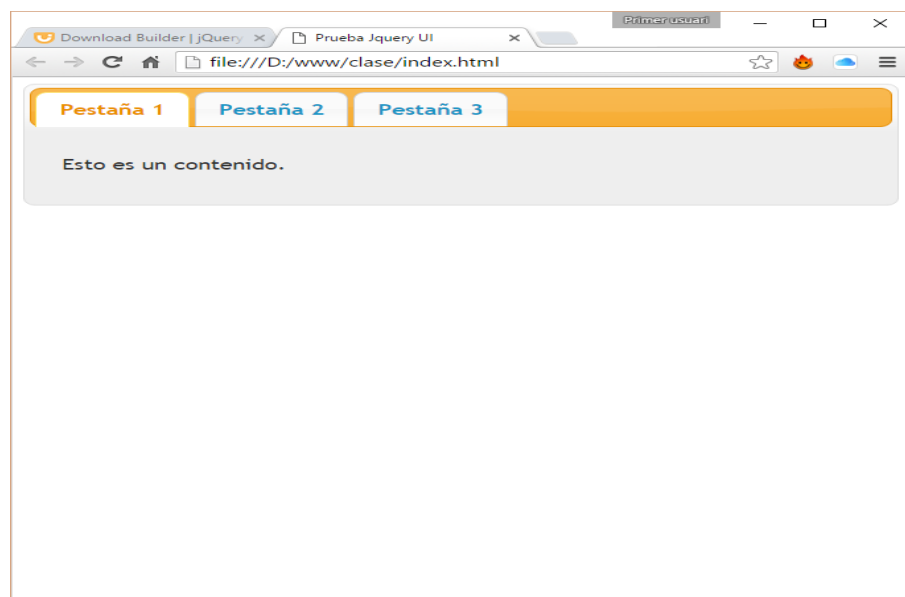 Primer usuari
Download Builder | jQuery
Prueba Jquery UI
file:///D:/www/clase/index.html
Pestaña 1 Pestaña 2 Pestaña 3
Esto es un contenido.